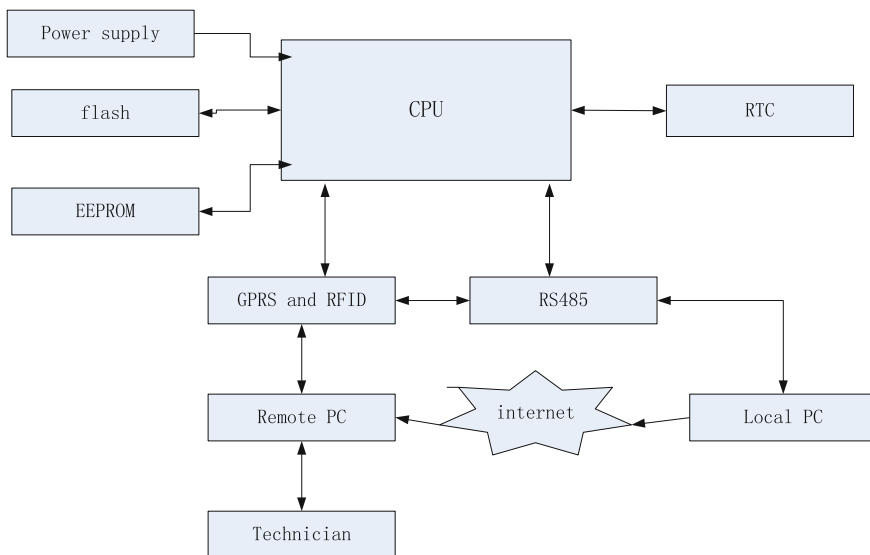 Power supply
CPU
flash
RTC
EEPROM
GPRS and RFID
RS485
Remote PC
internet
Local PC
Technician